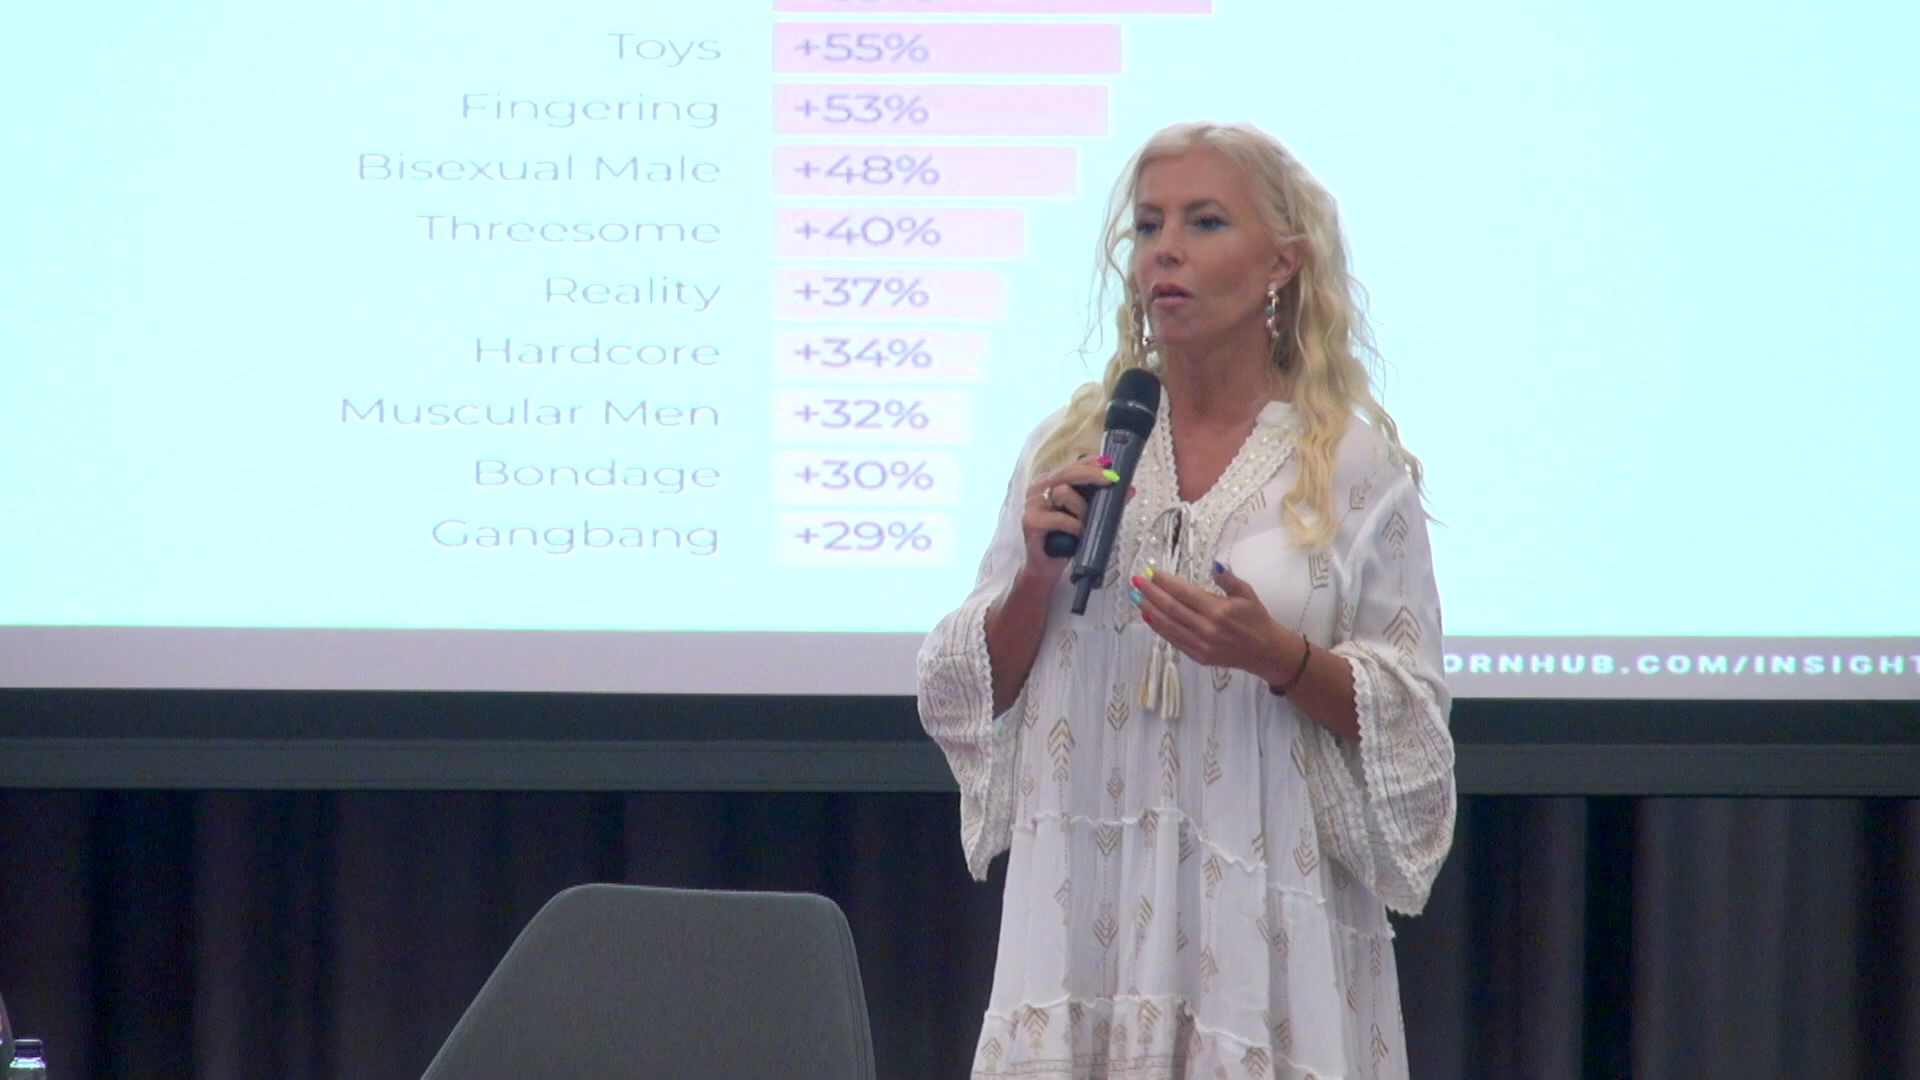 Toys +55%
Fingering +53%
Bisexual Male +48%
Threesome +40%
Reality +37%
Hardcore +34%
Muscular Men +32%
Bondage +30%
Gangbang +29%
ORNHUB.COM/INSIGHT